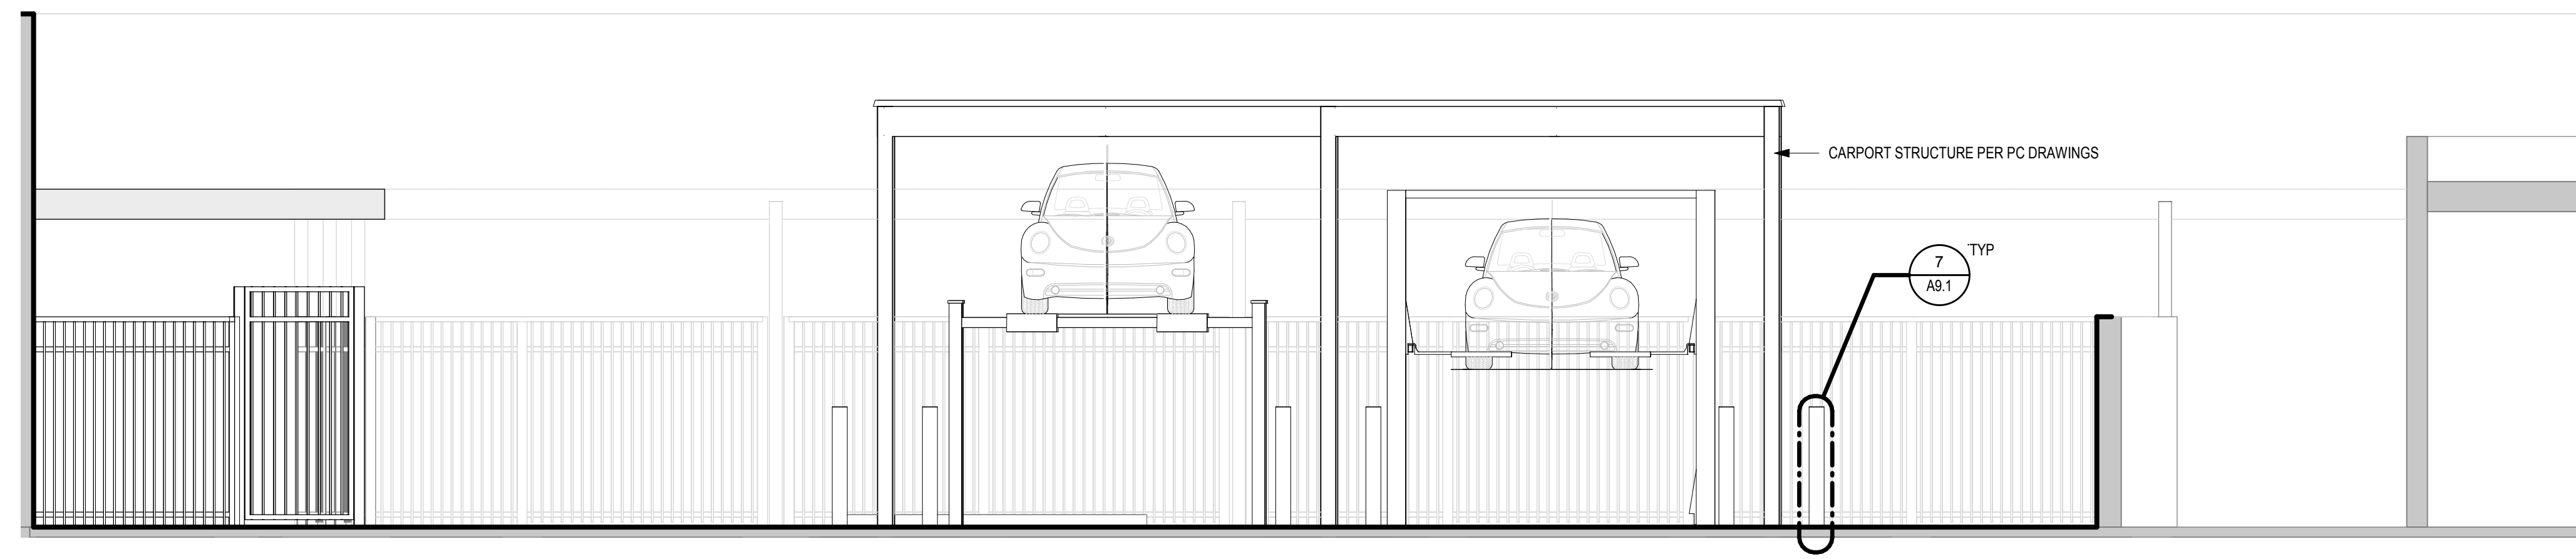 CARPORT STRUCTURE PER PC DRAWINGS
7
TYP
A9.1